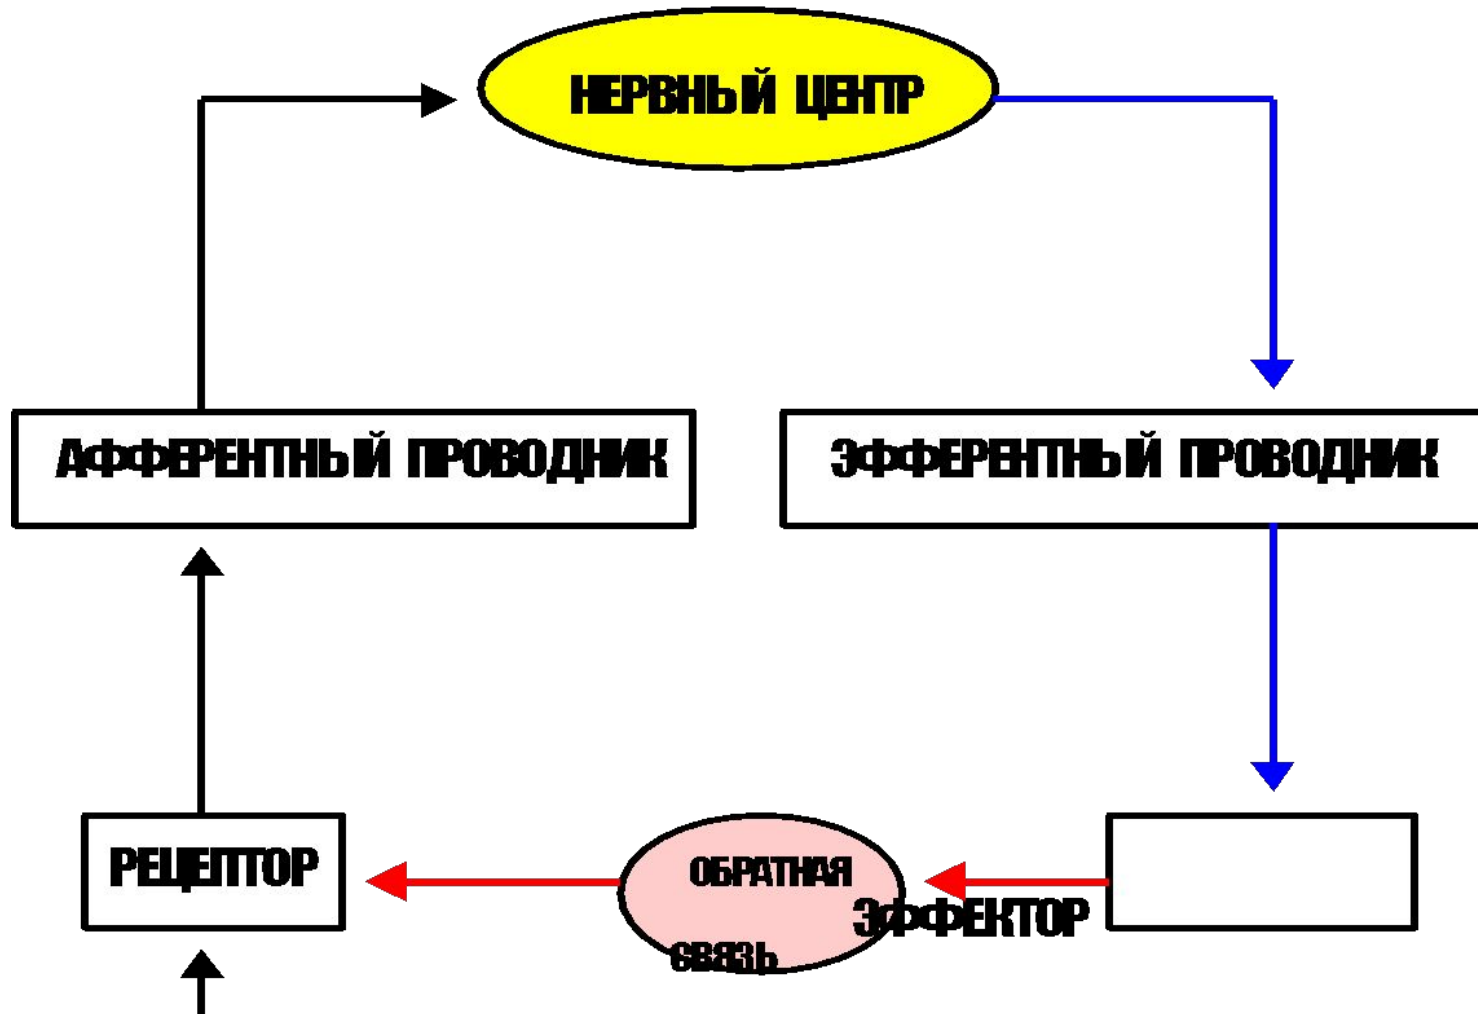 НЕРВНЫЙ ЦЕНТР
АФФЕРЕНТНЫЙ ПРОВОДНИК
ЭФФЕРЕНТНЫЙ ПРОВОДНИК
РЕЦЕПТОР
ОБРАТНАЯ
СВЯЗЬ
ЭФФЕКТОР